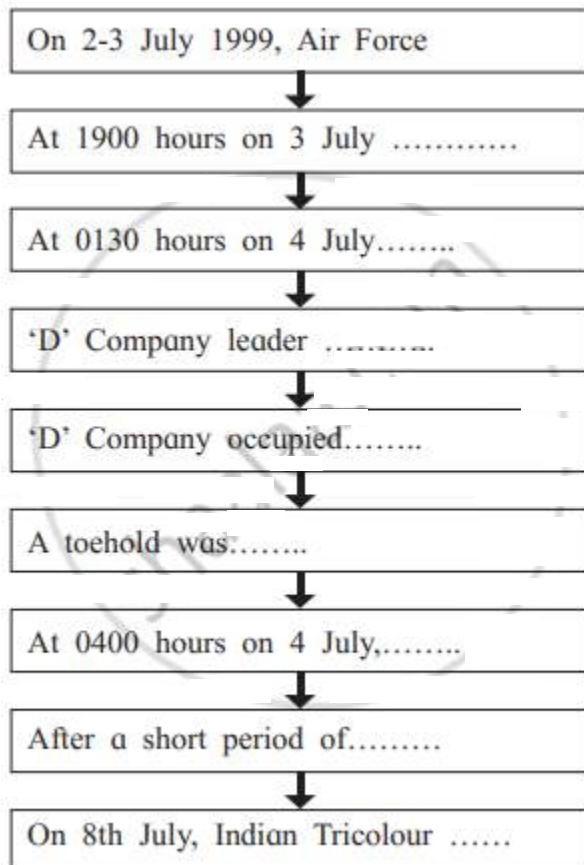 On 2-3 July 1999, Air Force
At 1900 hours on 3 July …………
At 0130 hours on 4 July……..
‘D’ Company leader ………….
‘D’ Company occupied……..
A toehold was……..
At 0400 hours on 4 July,……..
After a short period of………
On 8th July, Indian Tricolour ……